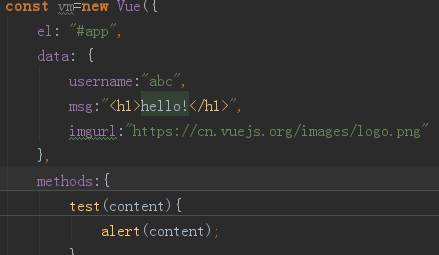 const vm=new Vue({
el: "#app",
data: {
username:"abc",
msg:"<h1>hello!</h1>",
imgurl:"https://cn.vuejs.org/images/logo.png"
},
methods:{
test(content){
alert(content);
}